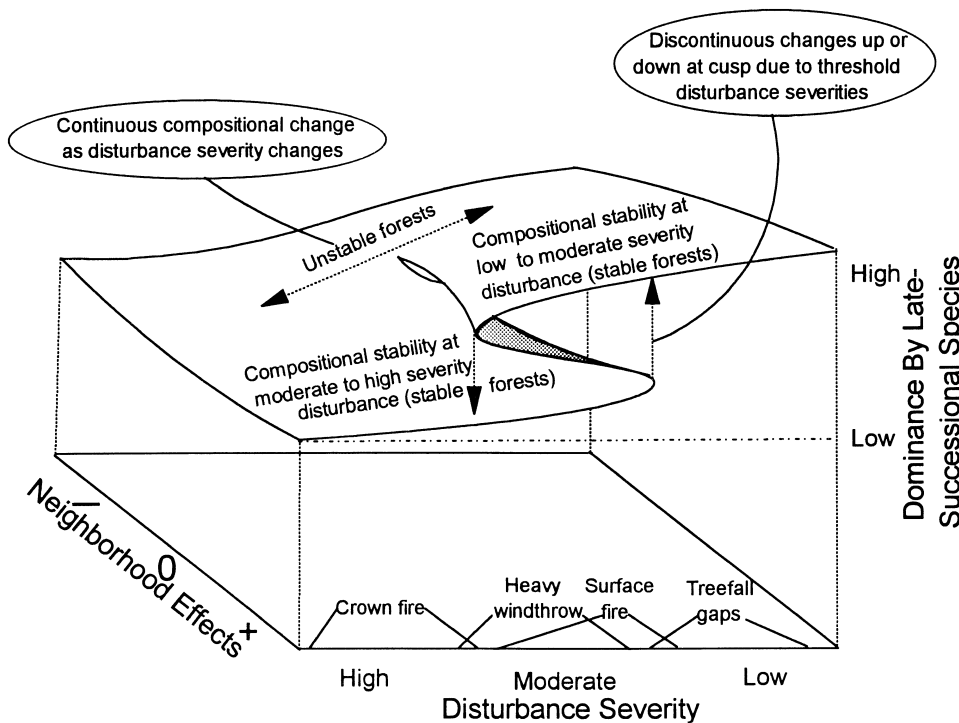 Discontinuous changes up or
down at cusp due to threshold
disturbance severities
Continuous compositional change
as disturbance severity changes
Unstable forests
Compositional stability at
low to moderate severity
disturbance (stable forests)
Compositional stability at
moderate to high severity
disturbance (stable forests)
High
Low
Dominance By Late-
Successional Species
Neighborhood Effects
–
0
+
Crown fire
Heavy
windthrow
Surface
fire
Treefall
gaps
High
Moderate
Low
Disturbance Severity